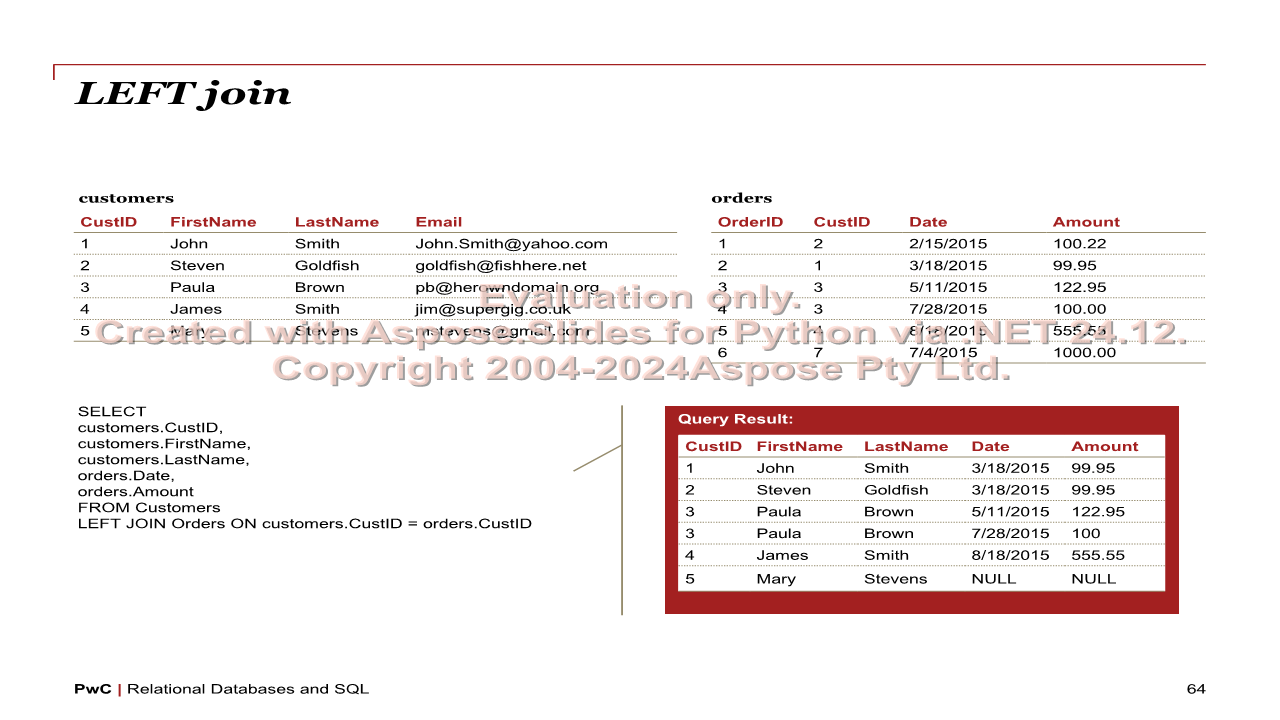 LEFT join
customers
CustID FirstName LastName Email
1 John Smith John.Smith@yahoo.com
2 Steven Goldfish goldfish@fishhere.net
3 Paula Brown pb@herowndomain.org
4 James Smith jim@supergig.co.uk
5 Mary Stevens mstevens@gmail.com
orders
OrderID CustID Date Amount
1 2 2/15/2015 100.22
2 1 3/18/2015 99.95
3 3 5/11/2015 122.95
4 3 7/28/2015 100.00
5 4 8/18/2015 555.55
6 7 7/4/2015 1000.00
Evaluation only.
Created with Aspose.Slides for Python via .NET 24.12.
Copyright 2004-2024Aspose Pty Ltd.
SELECT
customers.CustID,
customers.FirstName,
customers.LastName,
orders.Date,
orders.Amount
FROM Customers
LEFT JOIN Orders ON customers.CustID = orders.CustID
Query Result:
CustID FirstName LastName Date Amount
1 John Smith 3/18/2015 99.95
2 Steven Goldfish 3/18/2015 99.95
3 Paula Brown 5/11/2015 122.95
3 Paula Brown 7/28/2015 100
4 James Smith 8/18/2015 555.55
5 Mary Stevens NULL NULL
PwC | Relational Databases and SQL
64